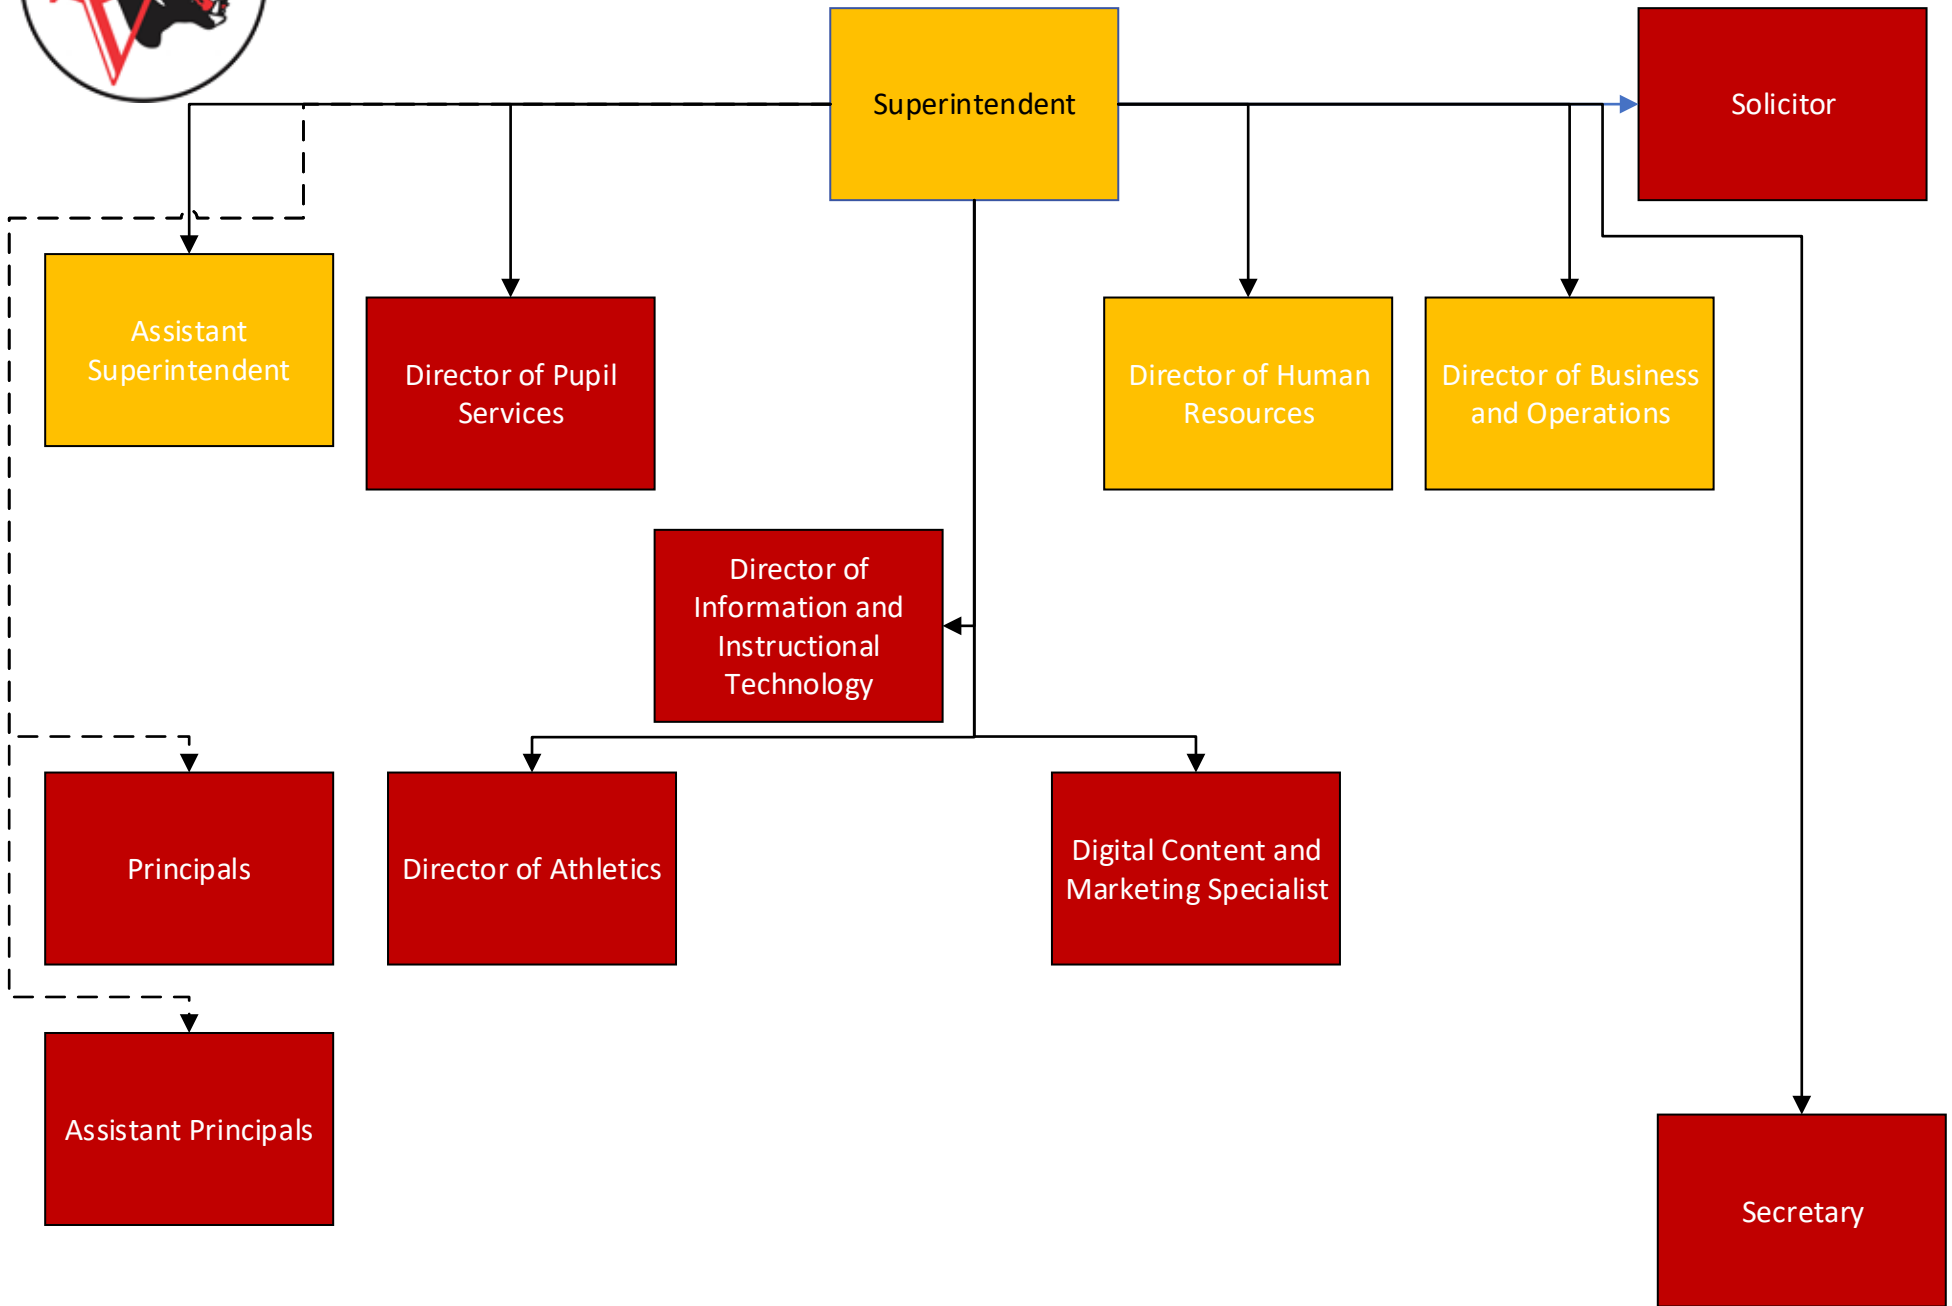 Superintendent
Solicitor
Assistant
Superintendent
Director of Pupil
Services
Director of Human
Resources
Director of Business
and Operations
Director of
Information and
Instructional
Technology
Principals
Director of Athletics
Digital Content and
Marketing Specialist
Assistant Principals
Secretary